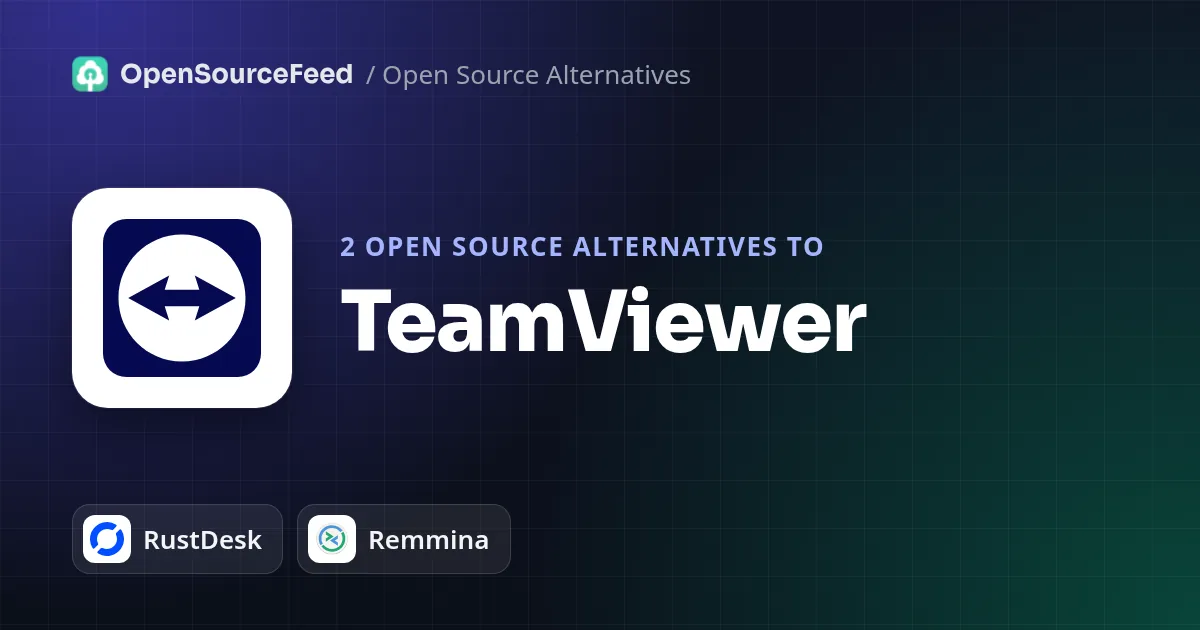 OpenSourceFeed / Open Source Alternatives
2 OPEN SOURCE ALTERNATIVES TO
TeamViewer
RustDesk
Remmina